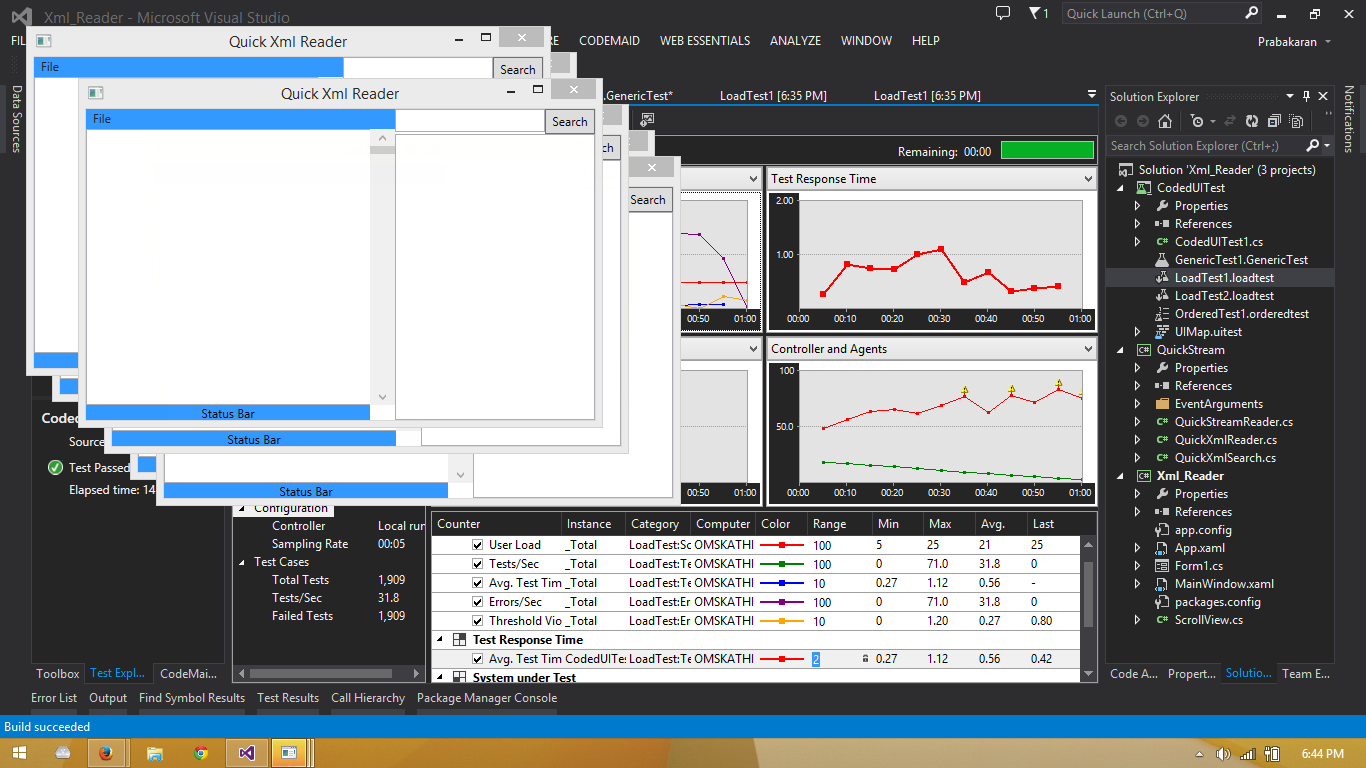 Xml_Reader - Microsoft Visual Studio
1
Quick Launch (Ctrl+Q)
CODEMAID WEB ESSENTIALS ANALYZE WINDOW HELP
Prabakaran
Quick Xml Reader
File
Search
Quick Xml Reader
File
Search
Search
Status Bar
Status Bar
Status Bar
Data Sources
.GenericTest*
LoadTest1 [6:35 PM]
LoadTest1 [6:35 PM]
Remaining: 00:00
Test Response Time
2.00
1.00
00:00 00:10 00:20 00:30 00:40 00:50 01:00
00:50 01:00
Controller and Agents
100
50.0
00:00 00:10 00:20 00:30 00:40 00:50 01:00
00:50 01:00
Test Passed
Elapsed time: 14
Configuration
Controller Local run
Sampling Rate 00:05
Test Cases
Total Tests 1,909
Tests/Sec 31.8
Failed Tests 1,909
Counter Instance Category Computer Color Range Min Max Avg. Last
User Load _Total LoadTest:Sc OMSKATHI 100 5 25 21 25
Tests/Sec _Total LoadTest:Te OMSKATHI 100 0 71.0 31.8 0
Avg. Test Tim _Total LoadTest:Te OMSKATHI 10 0.27 1.12 0.56 -
Errors/Sec _Total LoadTest:Er OMSKATHI 100 0 71.0 31.8 0
Threshold Vio _Total LoadTest:Er OMSKATHI 10 0 1.20 0.27 0.80
Test Response Time
Avg. Test Tim CodedUITes LoadTest:Te OMSKATHI 2 0.27 1.12 0.56 0.42
System under Test
Solution Explorer
Search Solution Explorer (Ctrl+;)
Solution 'Xml_Reader' (3 projects)
CodedUITest
Properties
References
CodedUITest1.cs
GenericTest1.GenericTest
LoadTest1.loadtest
LoadTest2.loadtest
OrderedTest1.orderedtest
UIMap.uitest
QuickStream
Properties
References
EventArguments
QuickStreamReader.cs
QuickXmlReader.cs
QuickXmlSearch.cs
Xml_Reader
Properties
References
app.config
App.xaml
Form1.cs
MainWindow.xaml
packages.config
ScrollView.cs
Notifications
Toolbox Test Expl... CodeMai...
Code A... Propert... Solutio... Team E...
Error List Output Find Symbol Results Test Results Call Hierarchy Package Manager Console
Build succeeded
6:44 PM